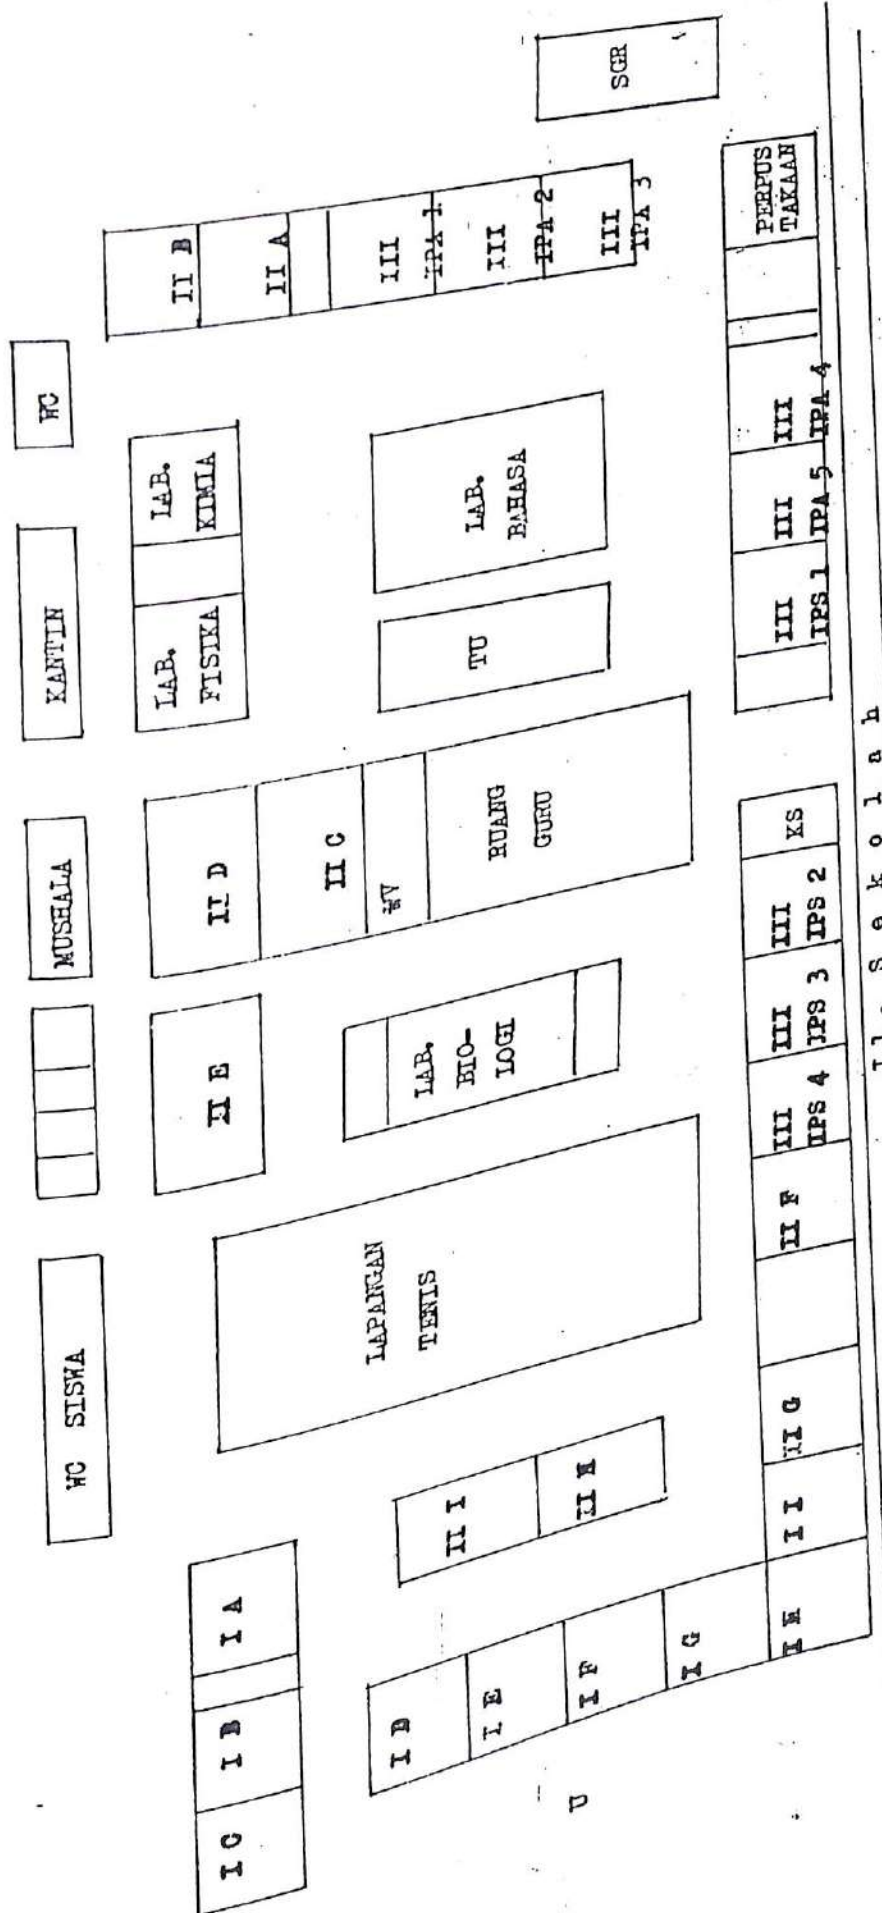 WC SISWA
MUSHALA
KANTIN
WC
I C
I B
I A
II E
II D
LAB.
FISIKA
LAB.
KIMIA
II B
II A
III
IPA 1
III
IPA 2
III
IPA 3
SGR
I D
I E
I F
I G
I H
II I
II H
LAPANGAN
TENIS
LAB.
BIO-
LOGI
II C
RUANG
GURU
TU
LAB.
BAHASA
I I
II G
II F
III
IPS 4
III
IPS 3
III
IPS 2
KS
III
IPS 1
III
IPA 5
III
IPA 4
PERPUS
TAKAAN
U
Jl. Sekolah